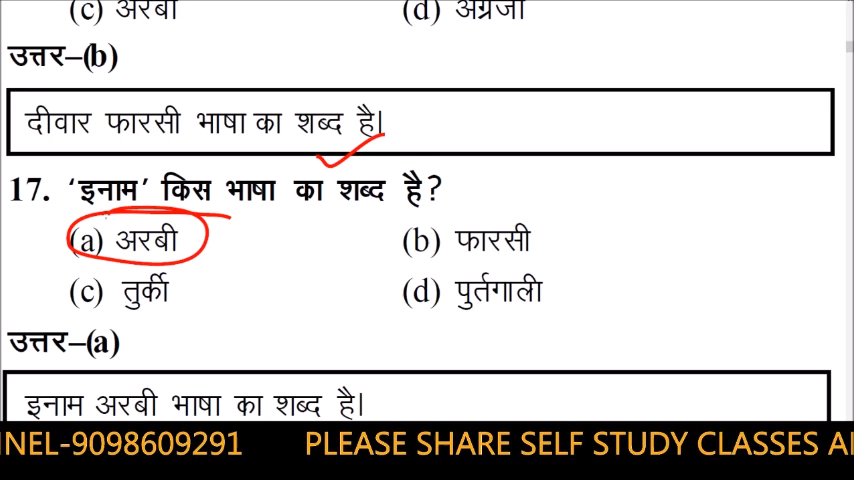 (c) अरबी (d) अंग्रेजी
उत्तर–(b)
दीवार फारसी भाषा का शब्द है।
17. ‘इनाम’ किस भाषा का शब्द है?
(a) अरबी (b) फारसी
(c) तुर्की (d) पुर्तगाली
उत्तर–(a)
इनाम अरबी भाषा का शब्द है।
NEL-9098609291 PLEASE SHARE SELF STUDY CLASSES A